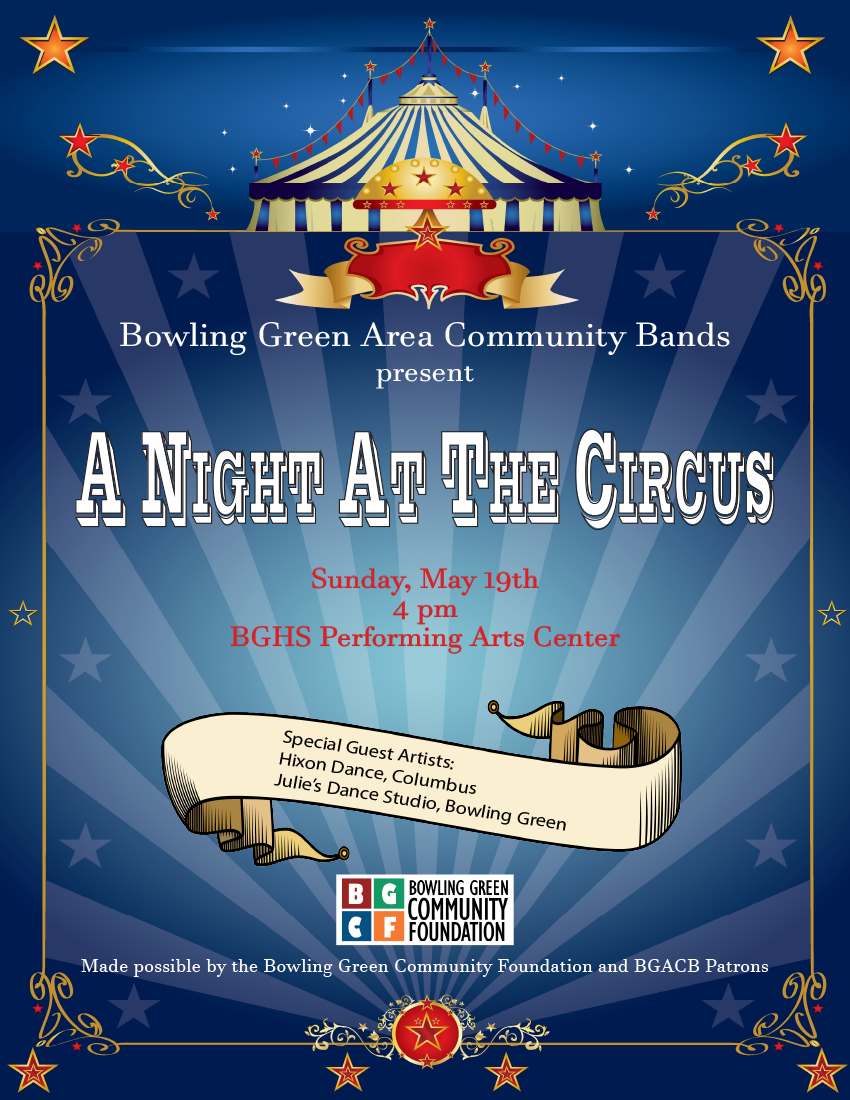 Bowling Green Area Community Bands
present
A Night At The Circus
Sunday, May 19th
4 pm
BGHS Performing Arts Center
Special Guest Artists:
Hixon Dance, Columbus
Julie's Dance Studio, Bowling Green
B G
C F
BOWLING GREEN
COMMUNITY
FOUNDATION
Made possible by the Bowling Green Community Foundation and BGACB Patrons